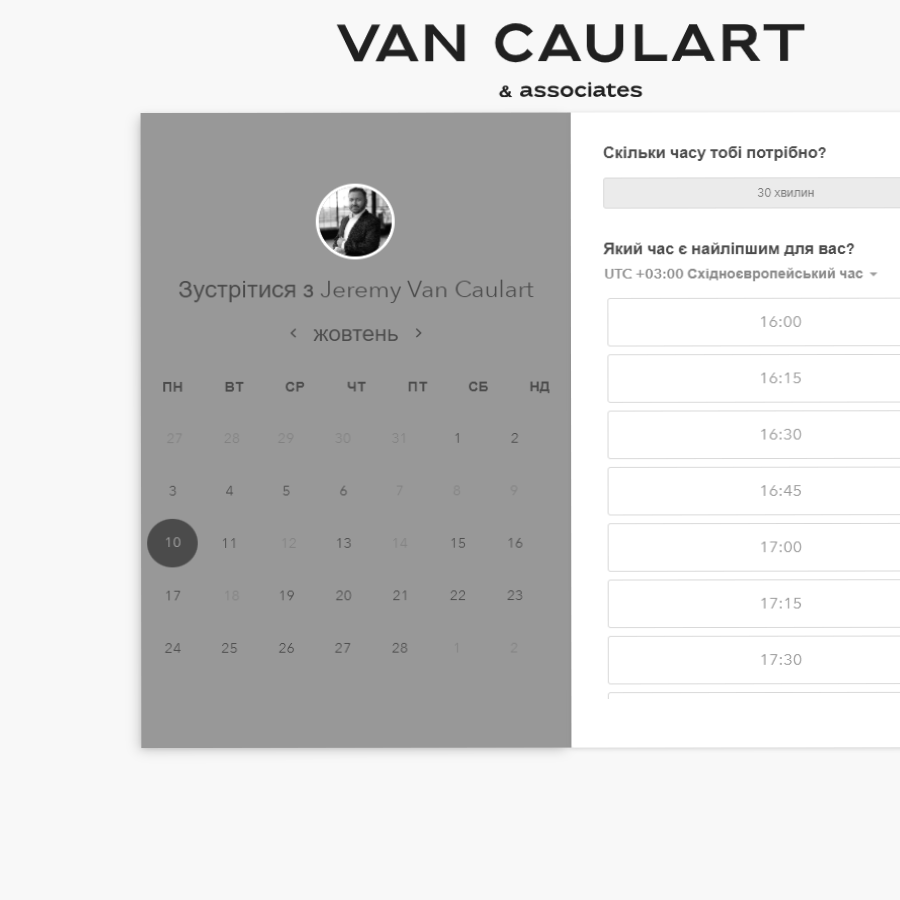 VAN CAULART
& associates
Зустрітися з Jeremy Van Caulart
жовтень
ПН ВТ СР ЧТ ПТ СБ НД
27 28 29 30 31 1 2
3 4 5 6 7 8 9
10 11 12 13 14 15 16
17 18 19 20 21 22 23
24 25 26 27 28 1 2
Скільки часу тобі потрібно?
30 хвилин
Який час є найліпшим для вас?
UTC +03:00 Східноєвропейський час
16:00
16:15
16:30
16:45
17:00
17:15
17:30